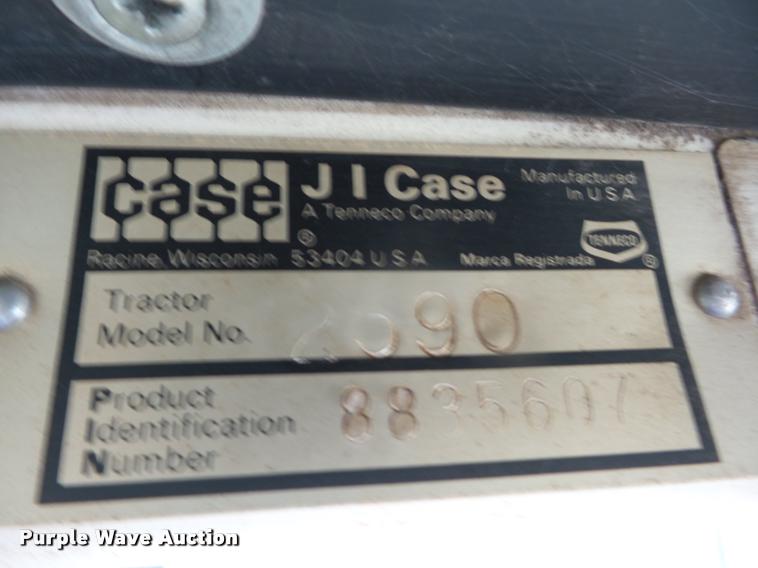 case
J I Case
A Tenneco Company
Manufactured
In U S A
®
TENNECO
®
Racine, Wisconsin 53404 U S A Marca Registrada
Tractor
Model No.
Product
Identification
Number
8835607
Purple Wave Auction